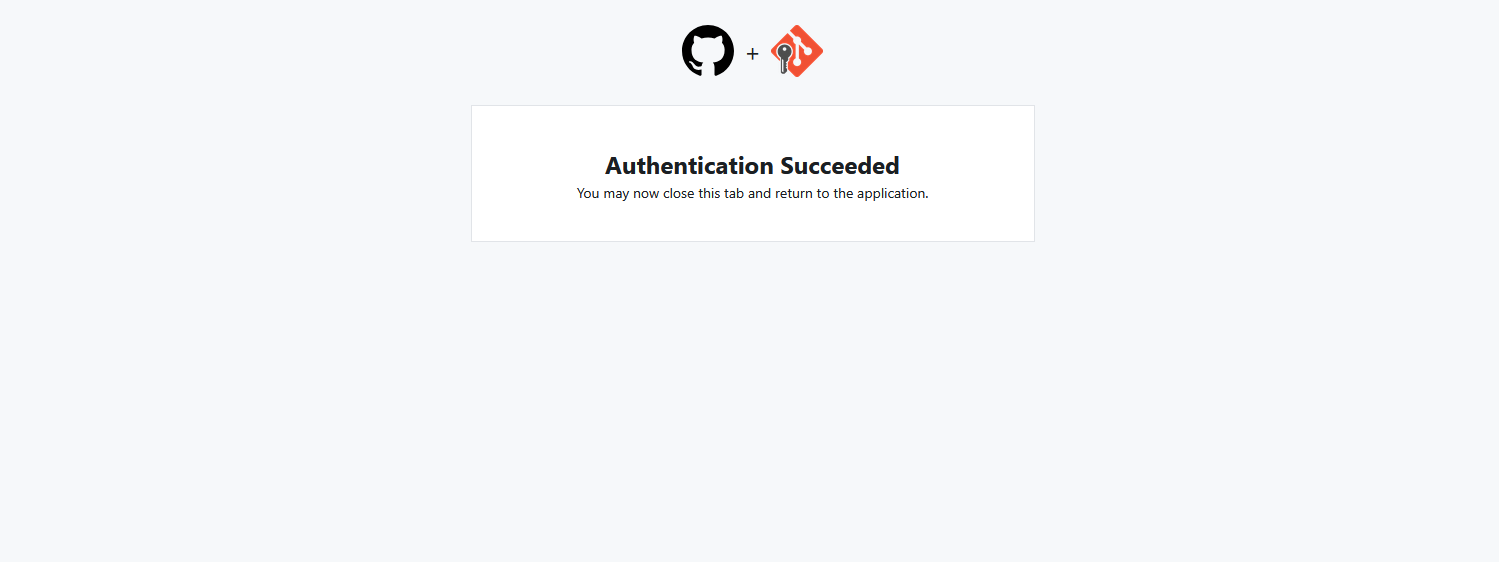 +
Authentication Succeeded
You may now close this tab and return to the application.